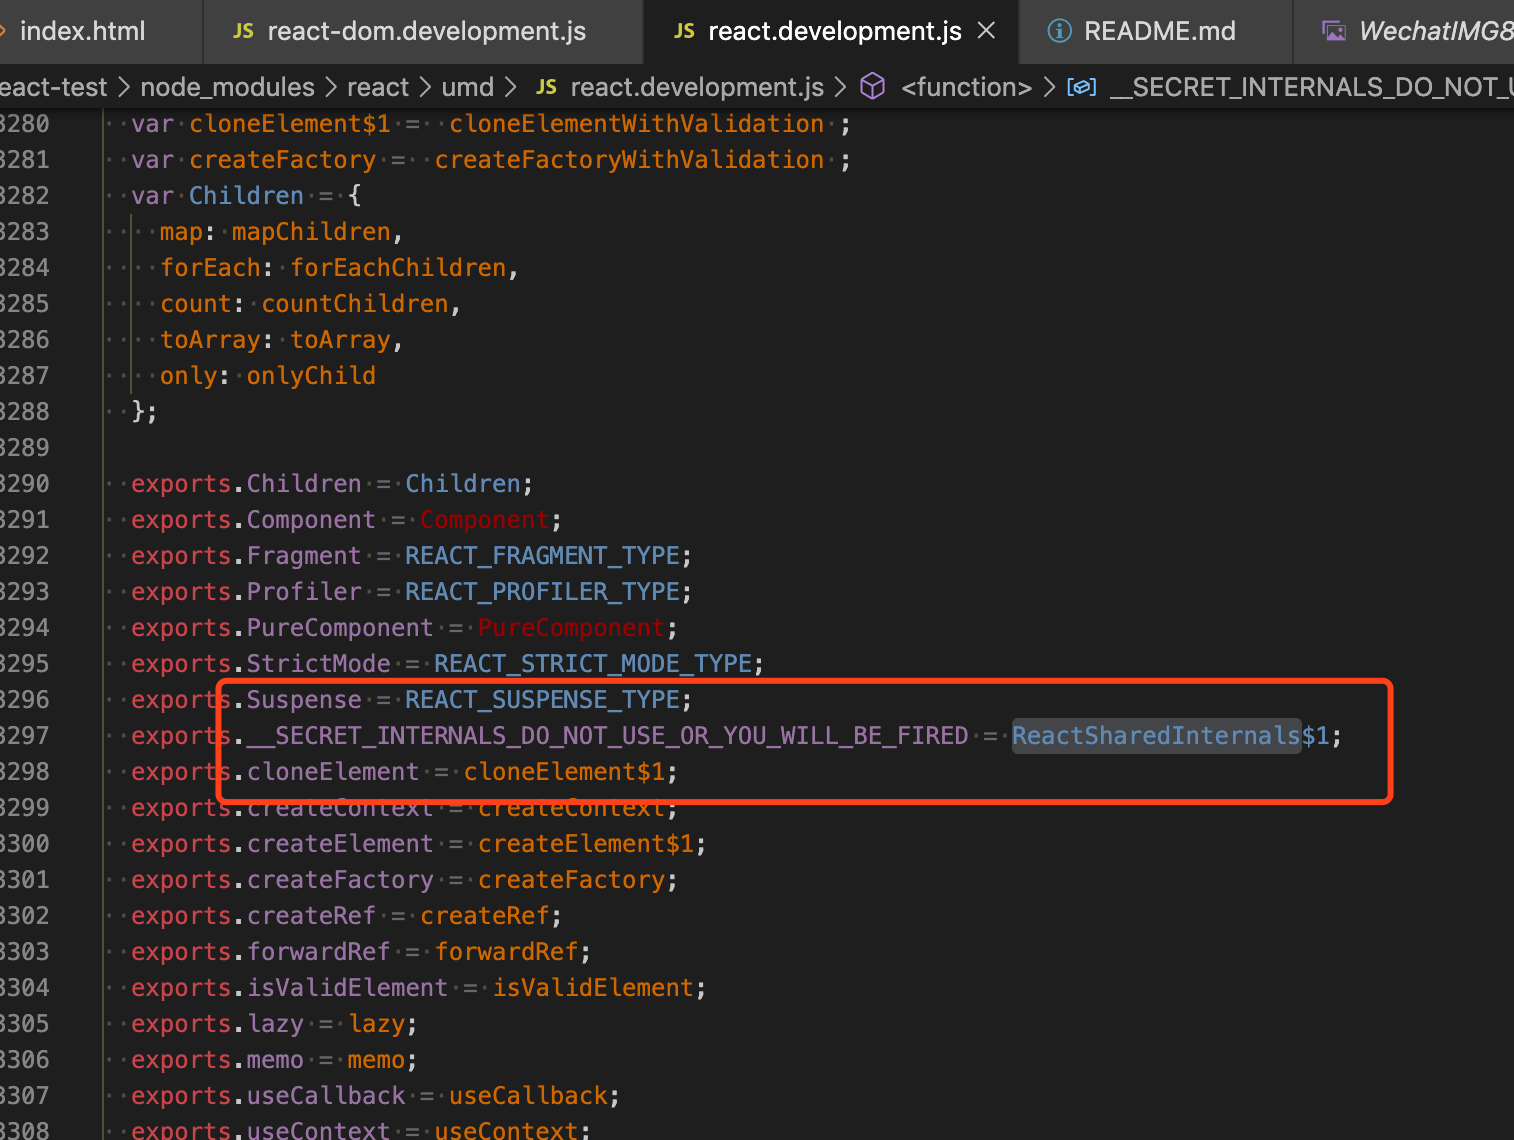 index.html
JS react-dom.development.js
JS react.development.js
README.md
WechatIMG8
eact-test > node_modules > react > umd > JS react.development.js > <function> > __SECRET_INTERNALS_DO_NOT_U
3280 var cloneElement$1 = cloneElementWithValidation ;
3281 var createFactory = createFactoryWithValidation ;
3282 var Children = {
3283 map: mapChildren,
3284 forEach: forEachChildren,
3285 count: countChildren,
3286 toArray: toArray,
3287 only: onlyChild
3288 };
3289
3290 exports.Children = Children;
3291 exports.Component = Component;
3292 exports.Fragment = REACT_FRAGMENT_TYPE;
3293 exports.Profiler = REACT_PROFILER_TYPE;
3294 exports.PureComponent = PureComponent;
3295 exports.StrictMode = REACT_STRICT_MODE_TYPE;
3296 exports.Suspense = REACT_SUSPENSE_TYPE;
3297 exports.__SECRET_INTERNALS_DO_NOT_USE_OR_YOU_WILL_BE_FIRED = ReactSharedInternals$1;
3298 exports.cloneElement = cloneElement$1;
3299 exports.createContext = createContext;
3300 exports.createElement = createElement$1;
3301 exports.createFactory = createFactory;
3302 exports.createRef = createRef;
3303 exports.forwardRef = forwardRef;
3304 exports.isValidElement = isValidElement;
3305 exports.lazy = lazy;
3306 exports.memo = memo;
3307 exports.useCallback = useCallback;
3308 exports.useContext = useContext;